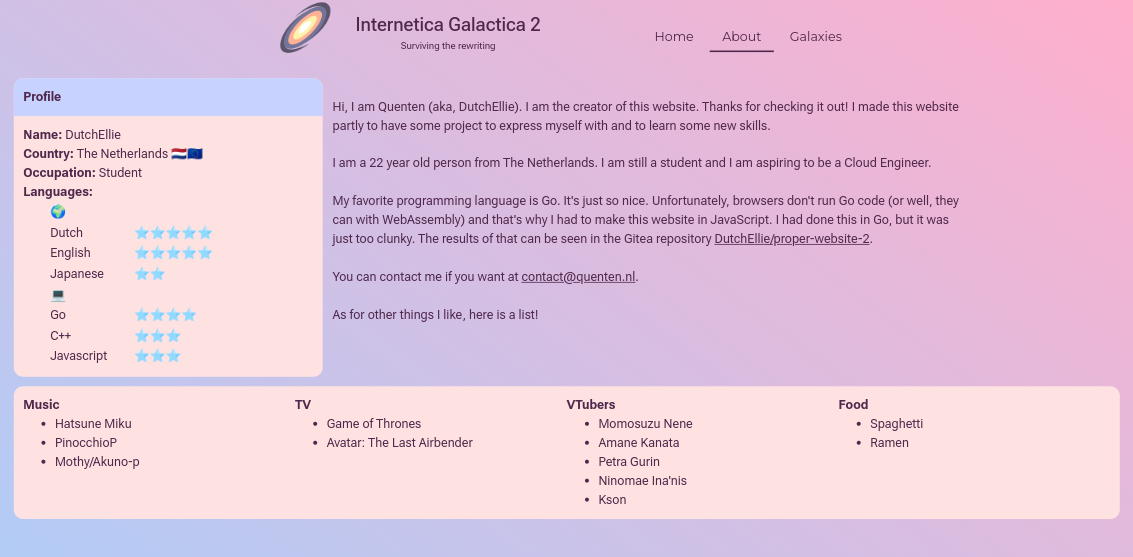 Internetica Galactica 2
Surviving the rewriting
Home About Galaxies
Profile
Name: DutchEllie
Country: The Netherlands 🇳🇱🇪🇺
Occupation: Student
Languages:
🌍
Dutch ⭐⭐⭐⭐⭐
English ⭐⭐⭐⭐⭐
Japanese ⭐⭐
💻
Go ⭐⭐⭐⭐
C++ ⭐⭐⭐
Javascript ⭐⭐⭐
Hi, I am Quenten (aka, DutchEllie). I am the creator of this website. Thanks for checking it out! I made this website
partly to have some project to express myself with and to learn some new skills.
I am a 22 year old person from The Netherlands. I am still a student and I am aspiring to be a Cloud Engineer.
My favorite programming language is Go. It's just so nice. Unfortunately, browsers don't run Go code (or well, they
can with WebAssembly) and that's why I had to make this website in JavaScript. I had done this in Go, but it was
just too clunky. The results of that can be seen in the Gitea repository DutchEllie/proper-website-2.
You can contact me if you want at contact@quenten.nl.
As for other things I like, here is a list!
Music
• Hatsune Miku
• PinocchioP
• Mothy/Akuno-p
TV
• Game of Thrones
• Avatar: The Last Airbender
VTubers
• Momosuzu Nene
• Amane Kanata
• Petra Gurin
• Ninomae Ina'nis
• Kson
Food
• Spaghetti
• Ramen